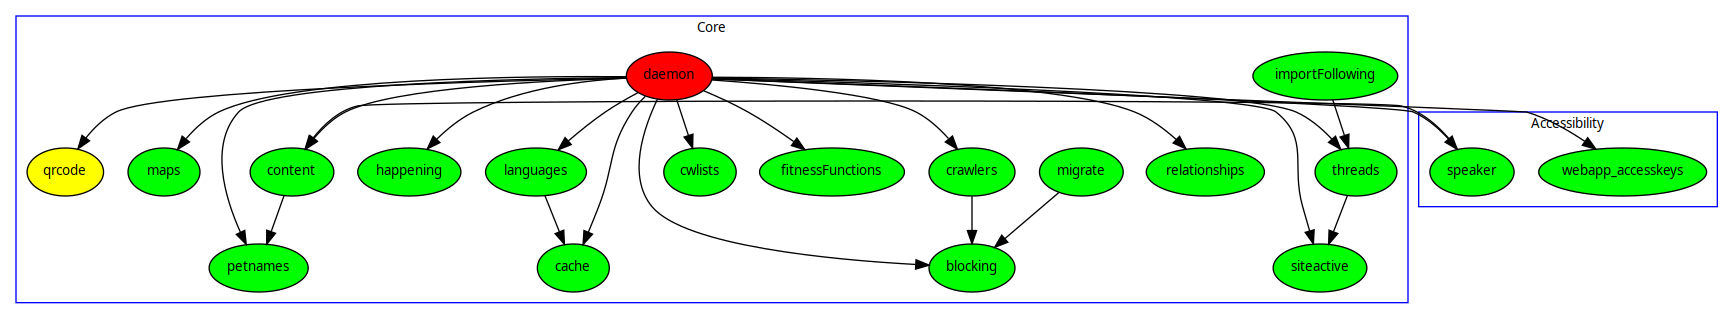 Core
daemon
importFollowing
Accessibility
qrcode
maps
content
happening
languages
cwlists
fitnessFunctions
crawlers
migrate
relationships
threads
speaker
webapp_accesskeys
petnames
cache
blocking
siteactive